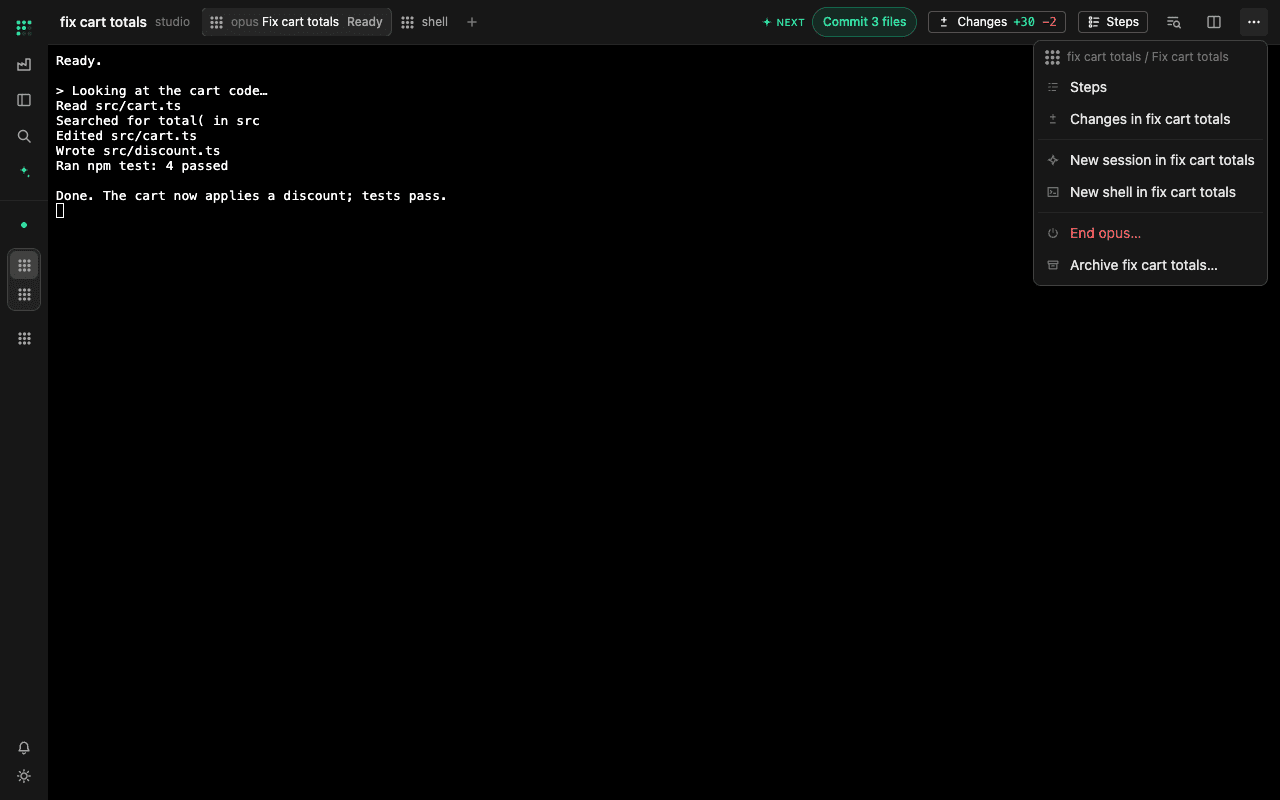 fix cart totals studio opus Fix cart totals Ready shell + NEXT Commit 3 files Changes +30 −2 Steps
Ready.
> Looking at the cart code…
Read src/cart.ts
Searched for total( in src
Edited src/cart.ts
Wrote src/discount.ts
Ran npm test: 4 passed
Done. The cart now applies a discount; tests pass.
fix cart totals / Fix cart totals
Steps
Changes in fix cart totals
New session in fix cart totals
New shell in fix cart totals
End opus...
Archive fix cart totals...